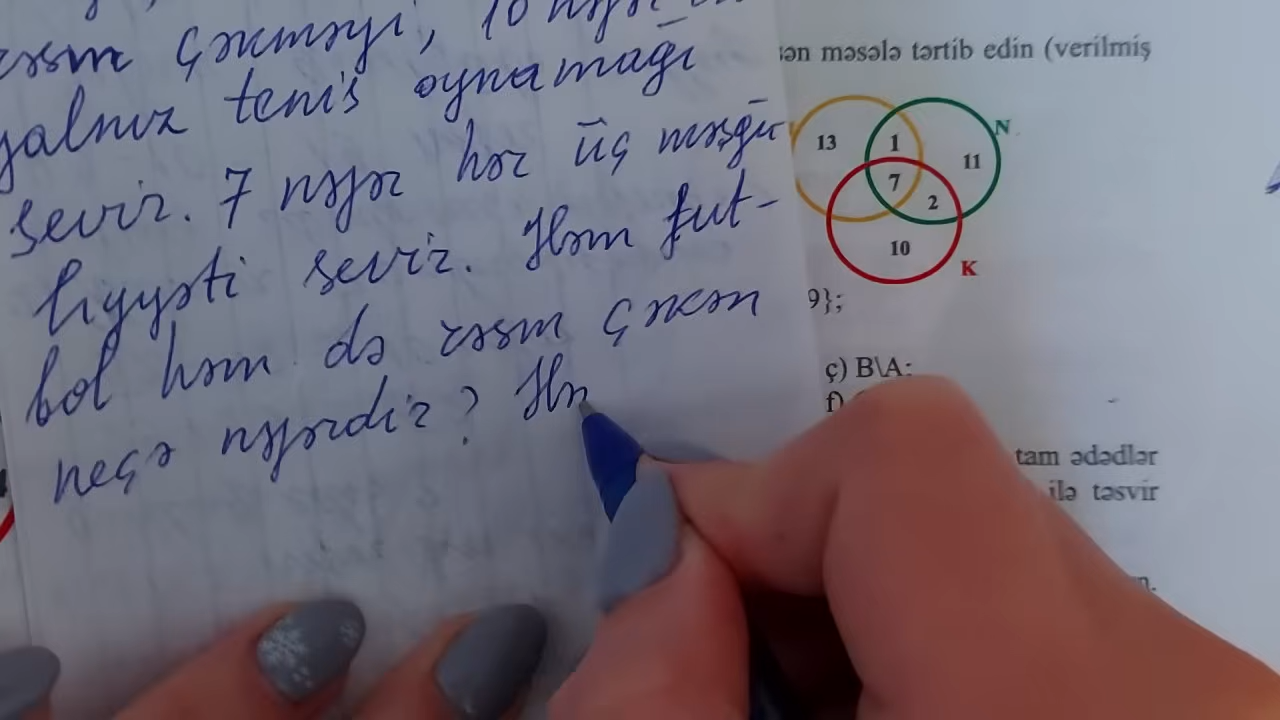 çəkməyi, 10 nəfər
yalnız tenis oynamağı
sevir. 7 nəfər hər üç məşğu-
liyyəti sevir. Həm fut-
bol həm də rəsm çəkən
neçə nəfərdir? Hə
məsələ tərtib edin (verilmiş
13 1 N
11
7
2
10
K
9};
ç) B\A:
f)
tam ədədlər
ilə təsvir